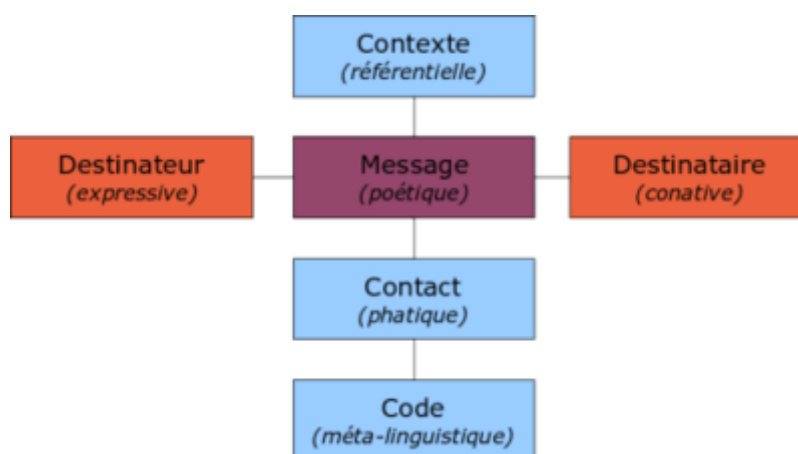 Contexte
(référentielle)
Destinateur
(expressive)
Message
(poétique)
Destinataire
(conative)
Contact
(phatique)
Code
(méta-linguistique)